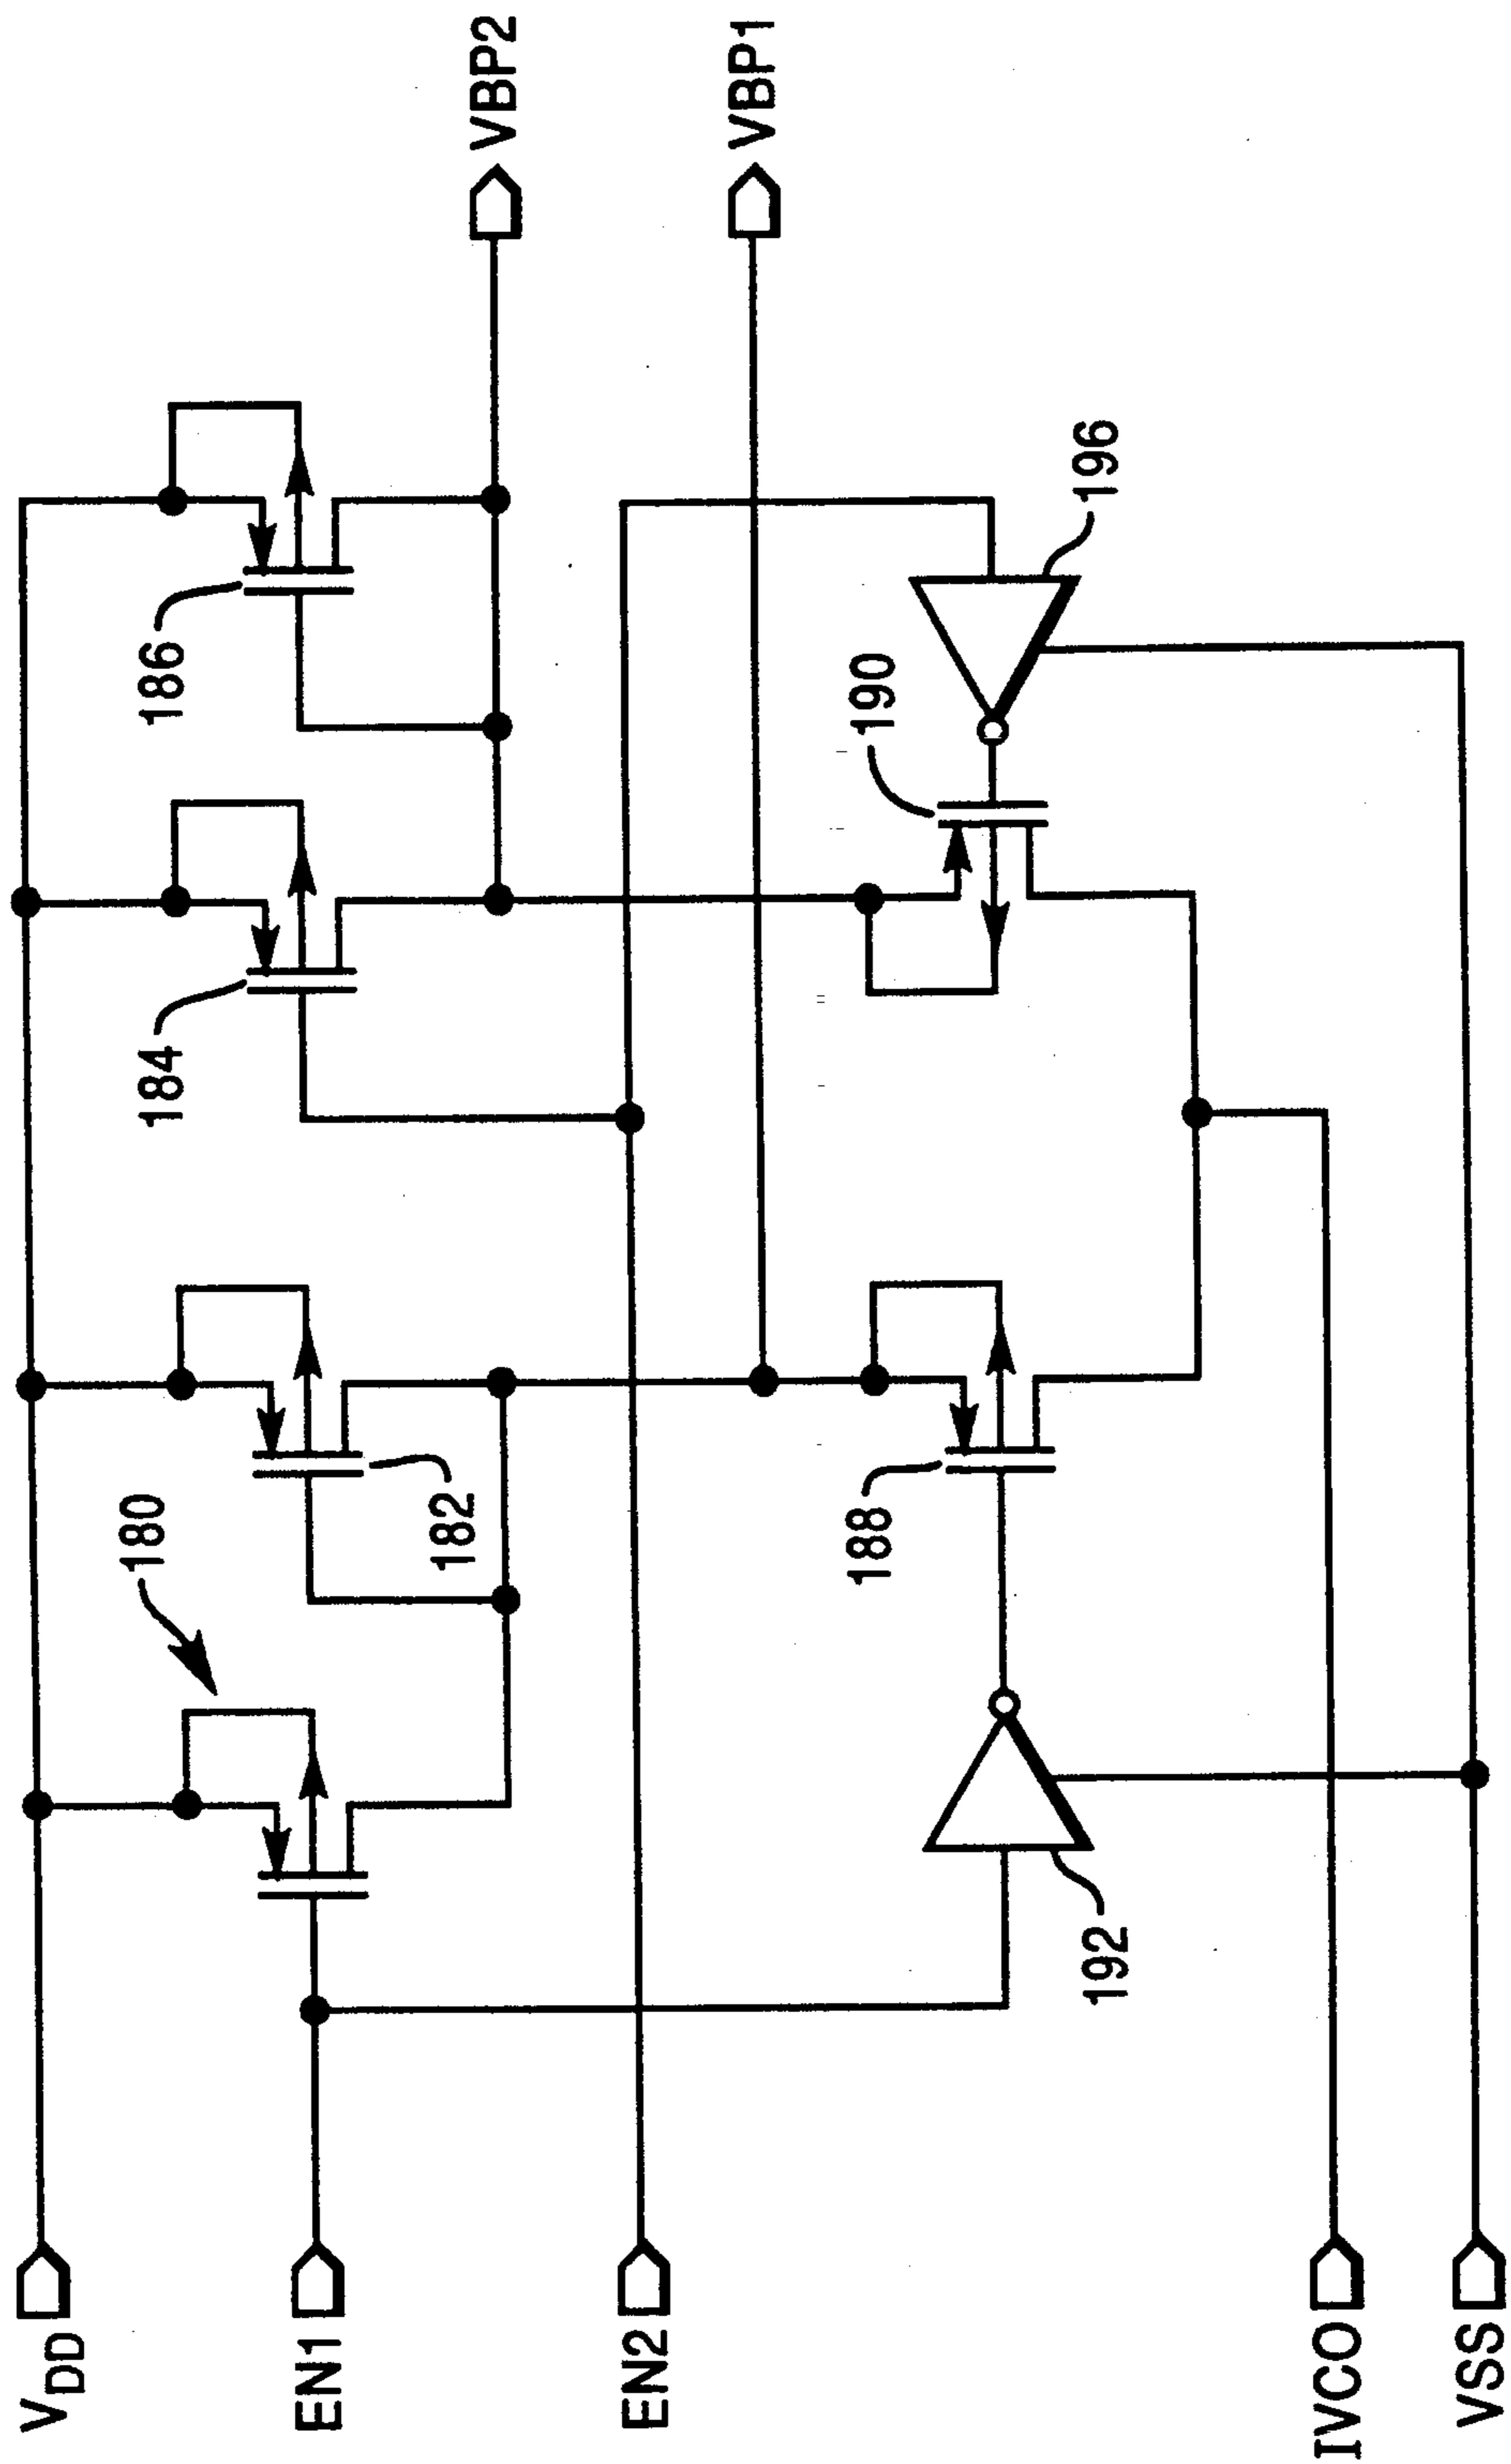 VDD
EN1
EN2
IVCO
VSS
VBP2
VBP1
180
182
184
186
188
190
192
196